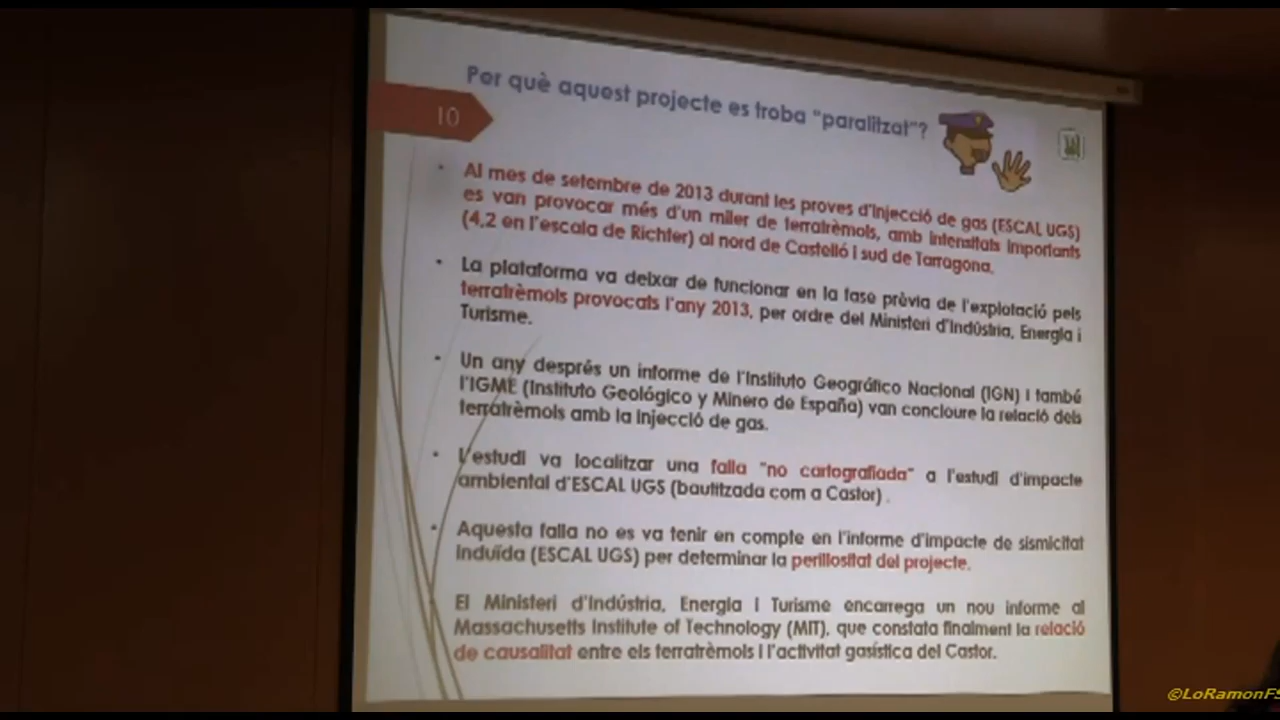 Per què aquest projecte es troba "paralitzat"?
10
• Al mes de setembre de 2013 durant les proves d'injecció de gas (ESCAL UGS)
es van provocar més d'un miler de terratrèmols, amb intensitats importants
(4,2 en l'escala de Richter) al nord de Castelló i sud de Tarragona.
• La plataforma va deixar de funcionar en la fase prèvia de l'explotació pels
terratrèmols provocats l'any 2013, per ordre del Ministeri d'Indústria, Energia i
Turisme.
• Un any després un informe de l'Instituto Geográfico Nacional (IGN) i també
l'IGME (Instituto Geológico y Minero de España) van concloure la relació dels
terratrèmols amb la injecció de gas.
• L'estudi va localitzar una falla "no cartografiada" a l'estudi d'impacte
ambiental d'ESCAL UGS (bautitzada com a Castor) .
• Aquesta falla no es va tenir en compte en l'informe d'impacte de sismicitat
induïda (ESCAL UGS) per determinar la perillositat del projecte.
El Ministeri d'Indústria, Energia i Turisme encarrega un nou informe al
Massachusetts Institute of Technology (MIT), que constata finalment la relació
de causalitat entre els terratrèmols i l'activitat gasística del Castor.
©LoRamonFS